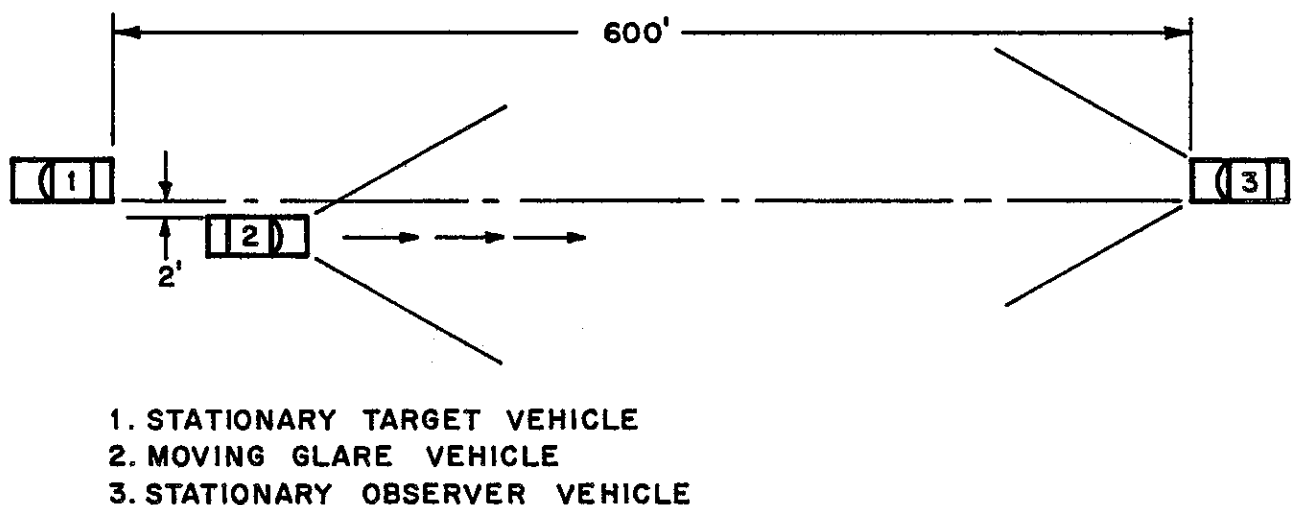 600'
1
2
3
2'
1. STATIONARY TARGET VEHICLE
2. MOVING GLARE VEHICLE
3. STATIONARY OBSERVER VEHICLE